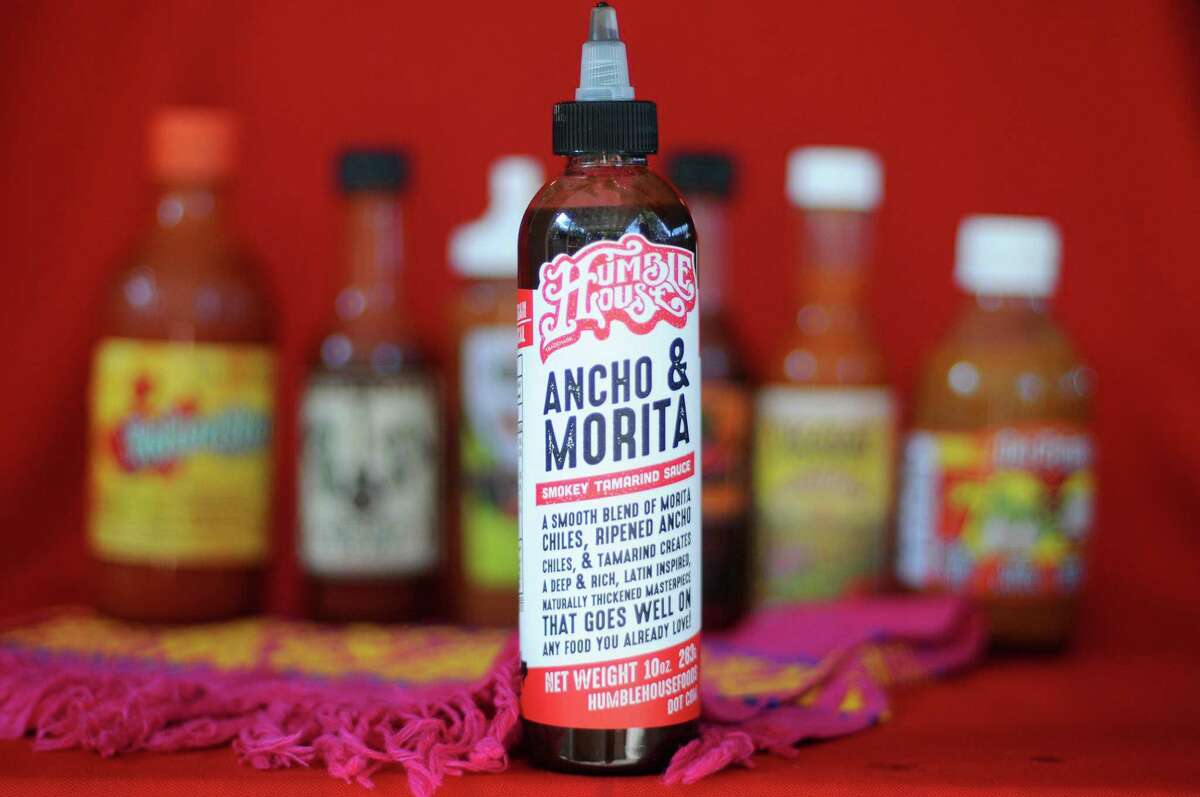 HUMBLE
HOUSE
TRADEMARK
ANCHO &
MORITA
SMOKEY TAMARIND SAUCE
A SMOOTH BLEND OF MORITA
CHILES, RIPENED ANCHO
CHILES, & TAMARIND CREATES
A DEEP & RICH, LATIN INSPIRED,
NATURALLY THICKENED MASTERPIECE
THAT GOES WELL ON
ANY FOOD YOU ALREADY LOVE!
NET WEIGHT 10OZ. 283G
HUMBLEHOUSEFOODS
DOT COM